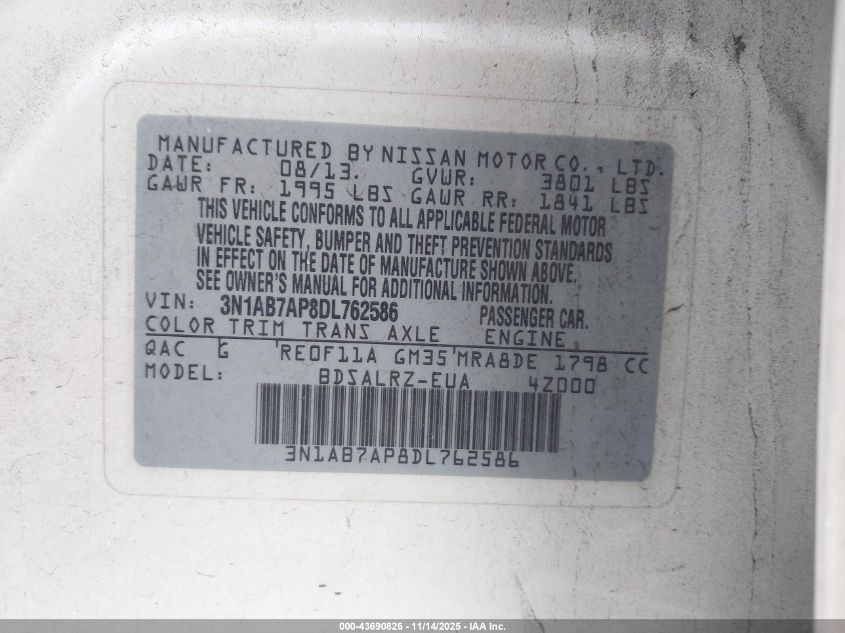 MANUFACTURED BY NISSAN MOTOR CO., LTD.
DATE: 08/13. GVWR: 3801 LBS
GAWR FR: 1995 LBS GAWR RR: 1841 LBS
THIS VEHICLE CONFORMS TO ALL APPLICABLE FEDERAL MOTOR
VEHICLE SAFETY, BUMPER AND THEFT PREVENTION STANDARDS
IN EFFECT ON THE DATE OF MANUFACTURE SHOWN ABOVE.
SEE OWNER'S MANUAL FOR ADDITIONAL INFORMATION.
VIN: 3N1AB7AP8DL762586 PASSENGER CAR.
COLOR TRIM TRANS AXLE ENGINE
QAC G RE0F11A GM35 MRA8DE 1798 CC
MODEL: BDSALRZ-EUA 4Z000
3N1AB7AP8DL762586
000-43690826 - 11/14/2025 - IAA Inc.